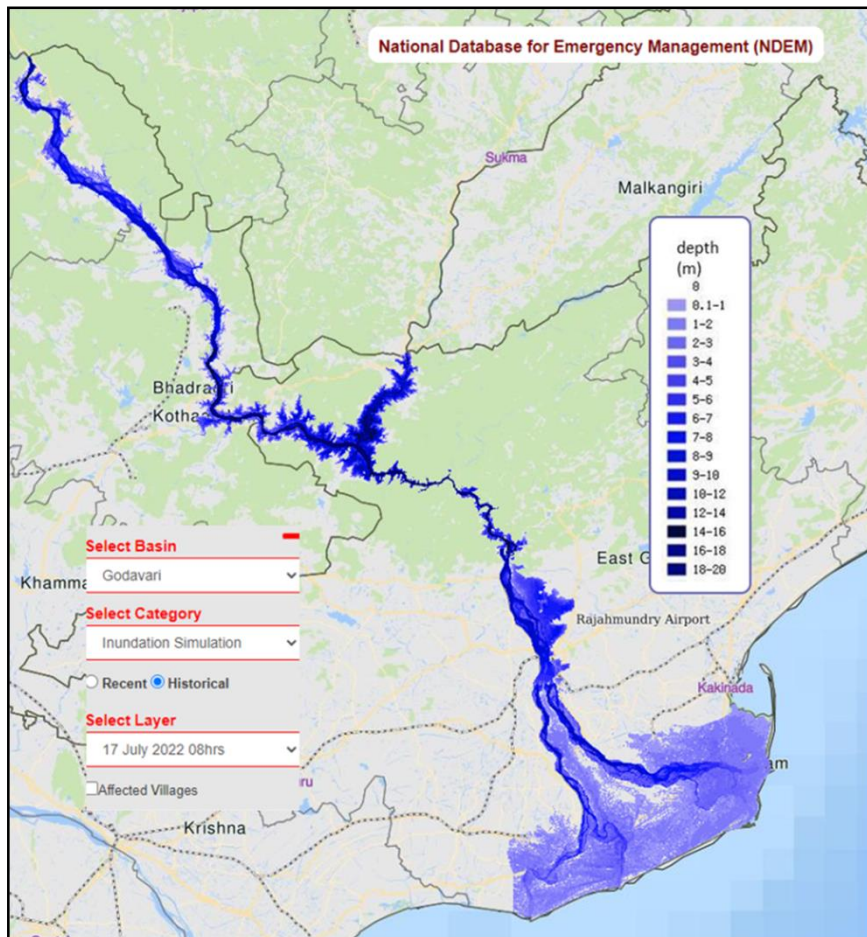 National Database for Emergency Management (NDEM)
Sukma
Malkangiri
depth
(m)
0
0.1-1
1-2
2-3
3-4
4-5
5-6
6-7
7-8
8-9
9-10
10-12
12-14
14-16
16-18
18-20
Select Basin
Godavari
Khamma
Select Category
Inundation Simulation
Recent Historical
Select Layer
17 July 2022 08hrs
Affected Villages
East G
Rajahmundry Airport
Kakinada
am
Krishna